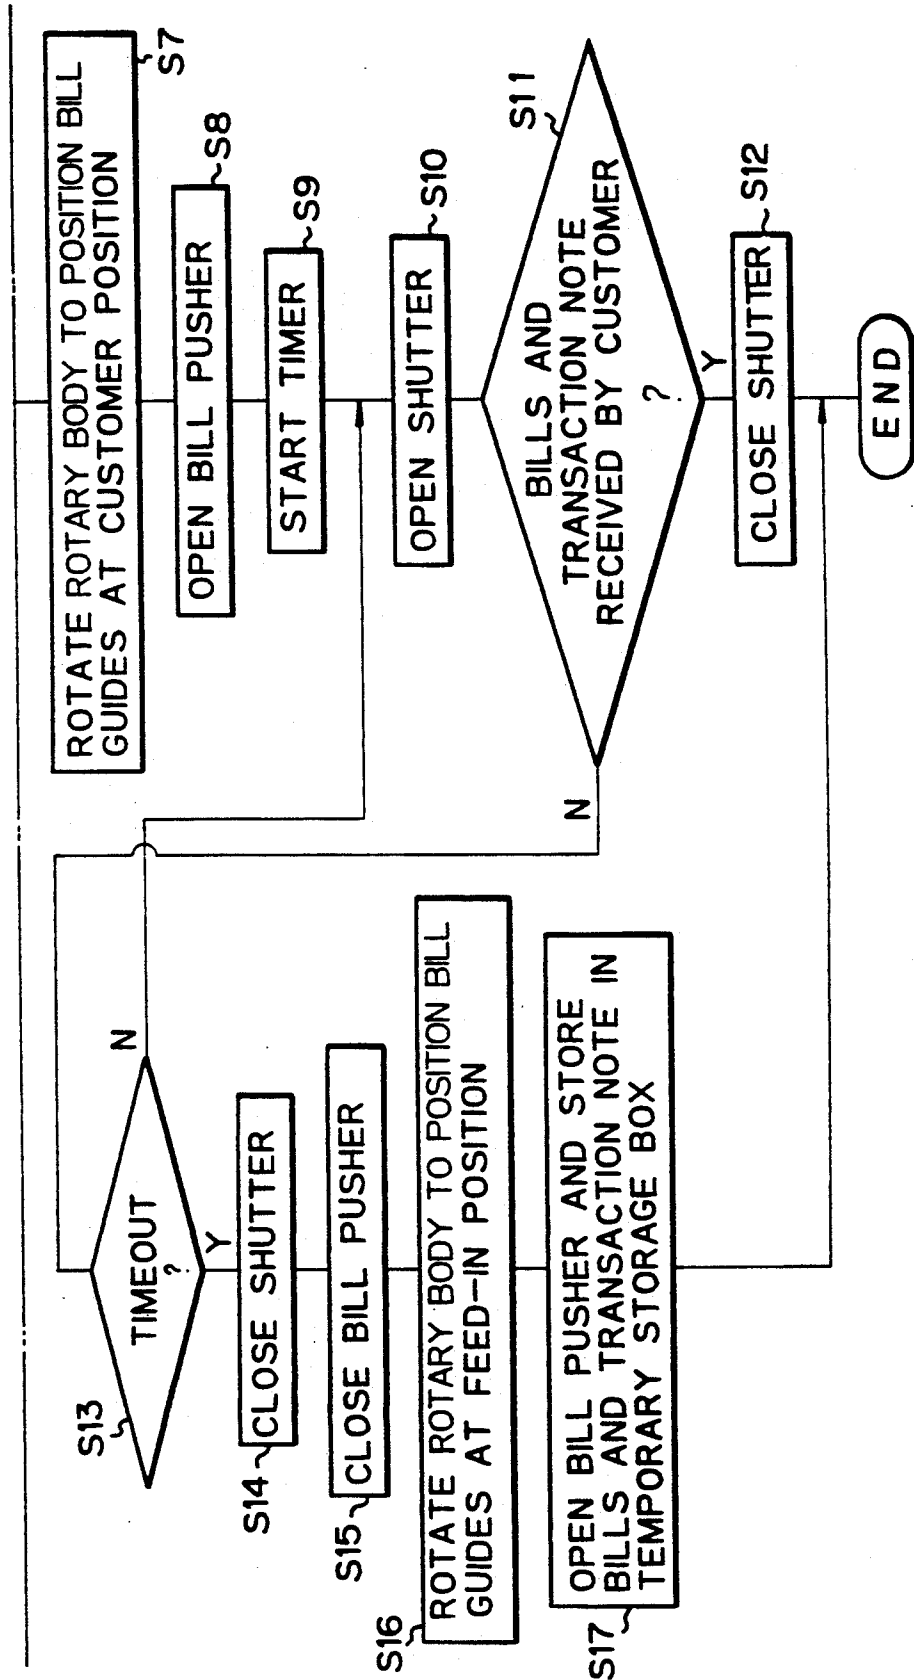 ROTATE ROTARY BODY TO POSITION BILL
GUIDES AT CUSTOMER POSITION
S7
OPEN BILL PUSHER
S8
START TIMER
S9
OPEN SHUTTER
S10
BILLS AND
TRANSACTION NOTE
RECEIVED BY CUSTOMER
?
S11
N
Y
CLOSE SHUTTER
S12
END
S13
TIMEOUT
?
N
Y
S14
CLOSE SHUTTER
S15
CLOSE BILL PUSHER
S16
ROTATE ROTARY BODY TO POSITION BILL
GUIDES AT FEED-IN POSITION
S17
OPEN BILL PUSHER AND STORE
BILLS AND TRANSACTION NOTE IN
TEMPORARY STORAGE BOX